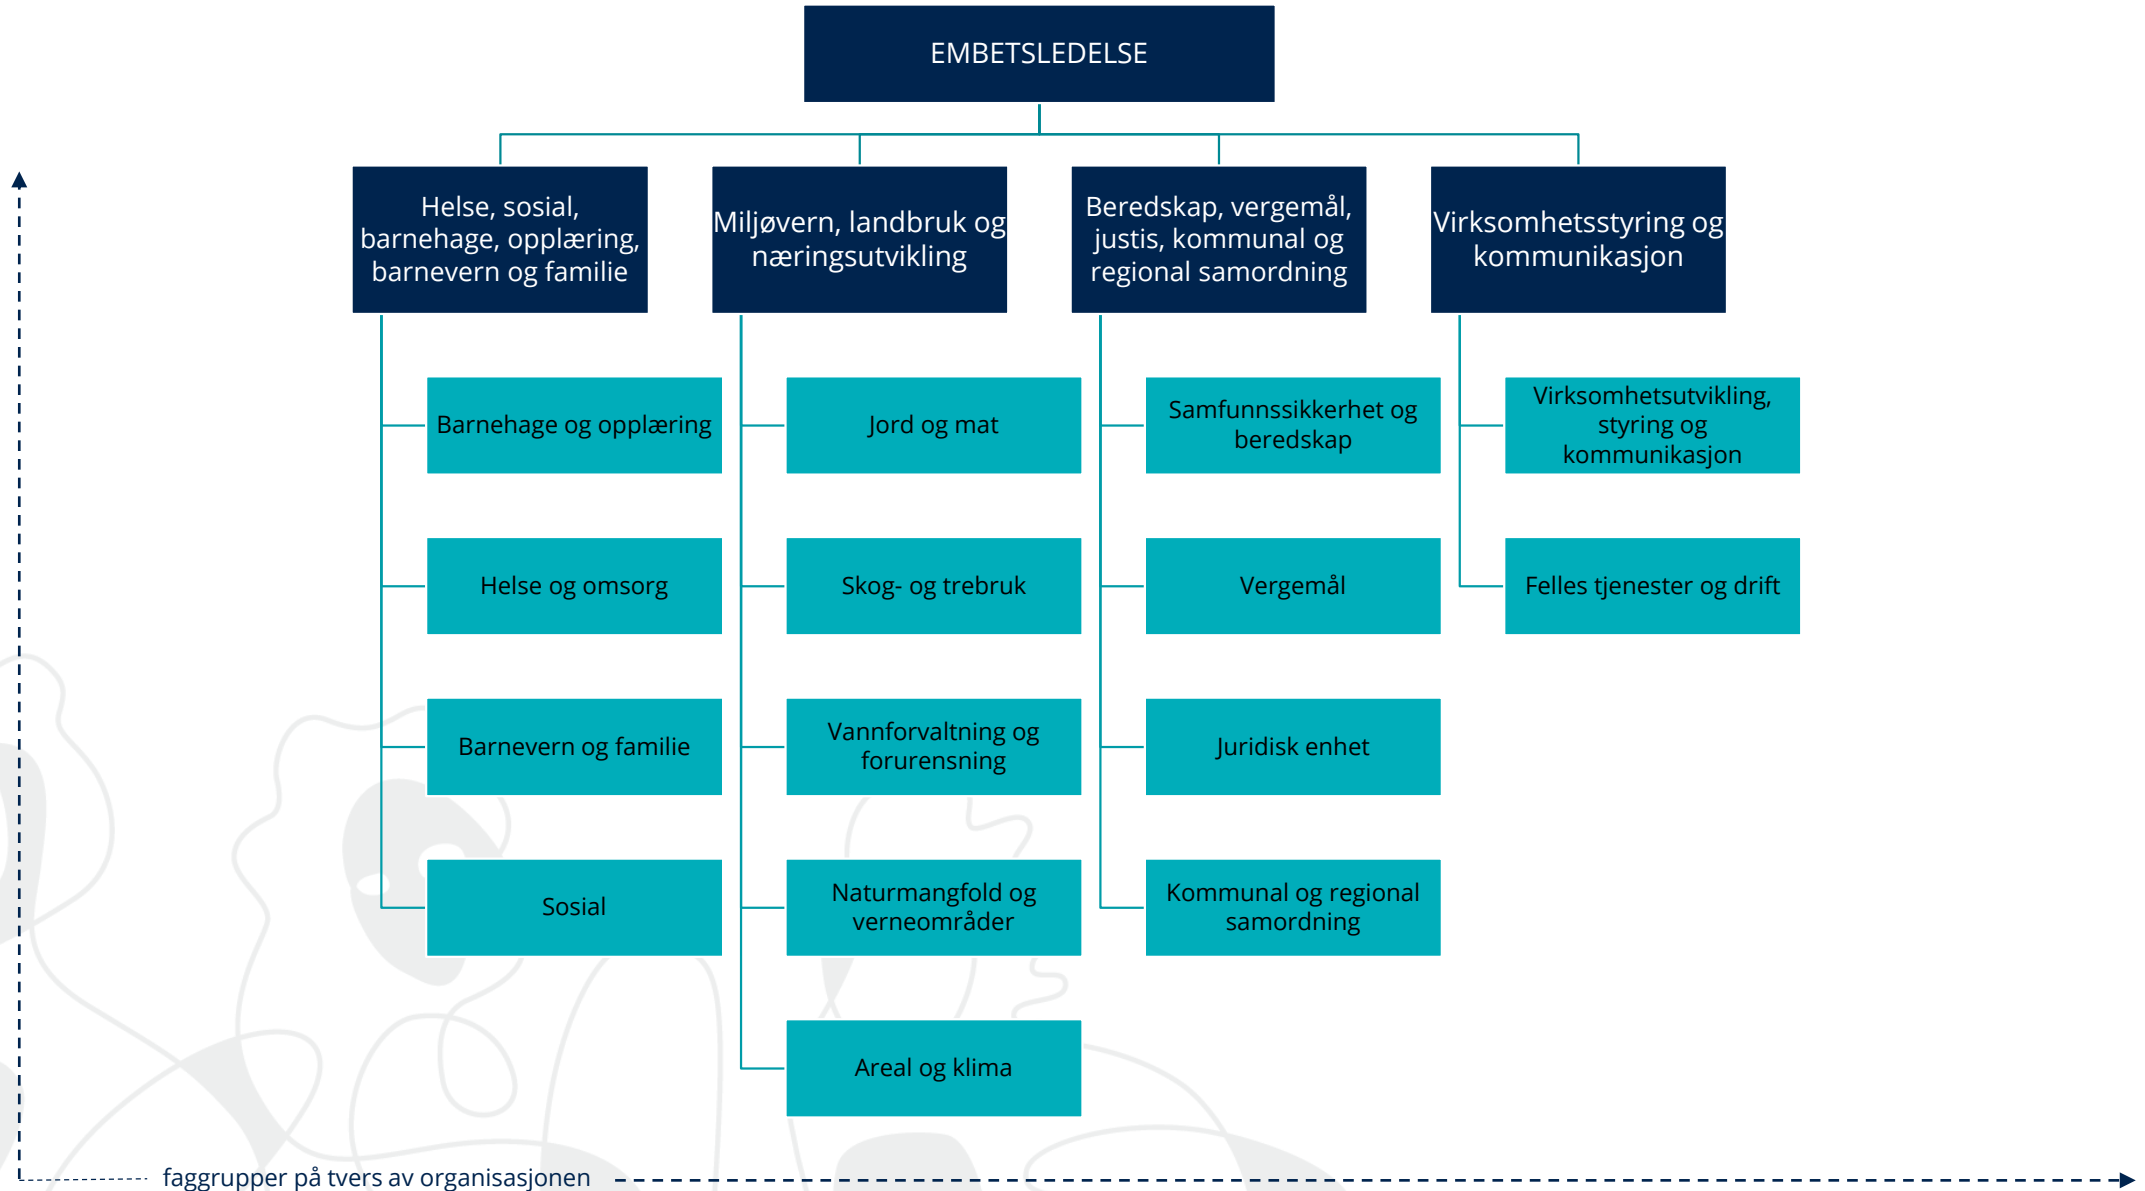 EMBETSLEDELSE
Helse, sosial,
barnehage, opplæring,
barnevern og familie
Miljøvern, landbruk og
næringsutvikling
Beredskap, vergemål,
justis, kommunal og
regional samordning
Virksomhetsstyring og
kommunikasjon
Barnehage og opplæring
Helse og omsorg
Barnevern og familie
Sosial
Jord og mat
Skog- og trebruk
Vannforvaltning og
forurensning
Naturmangfold og
verneområder
Areal og klima
Samfunnssikkerhet og
beredskap
Vergemål
Juridisk enhet
Kommunal og regional
samordning
Virksomhetsutvikling,
styring og
kommunikasjon
Felles tjenester og drift
faggrupper på tvers av organisasjonen